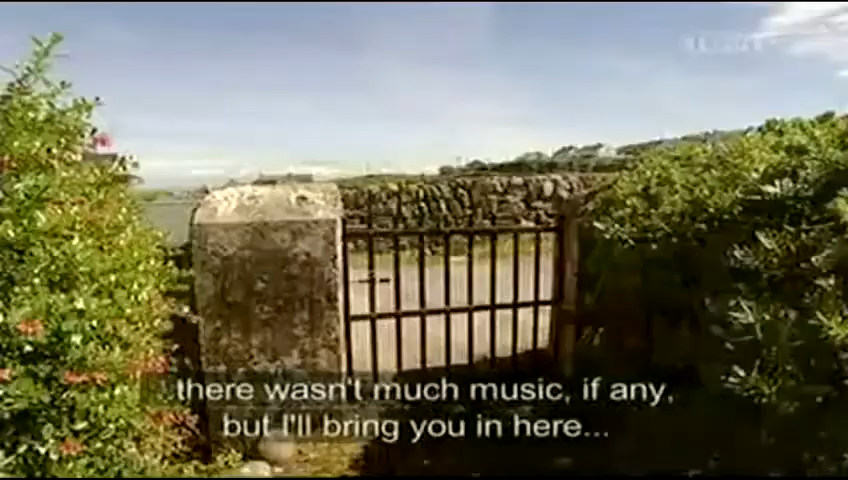 there wasn't much music, if any,
but I'll bring you in here...